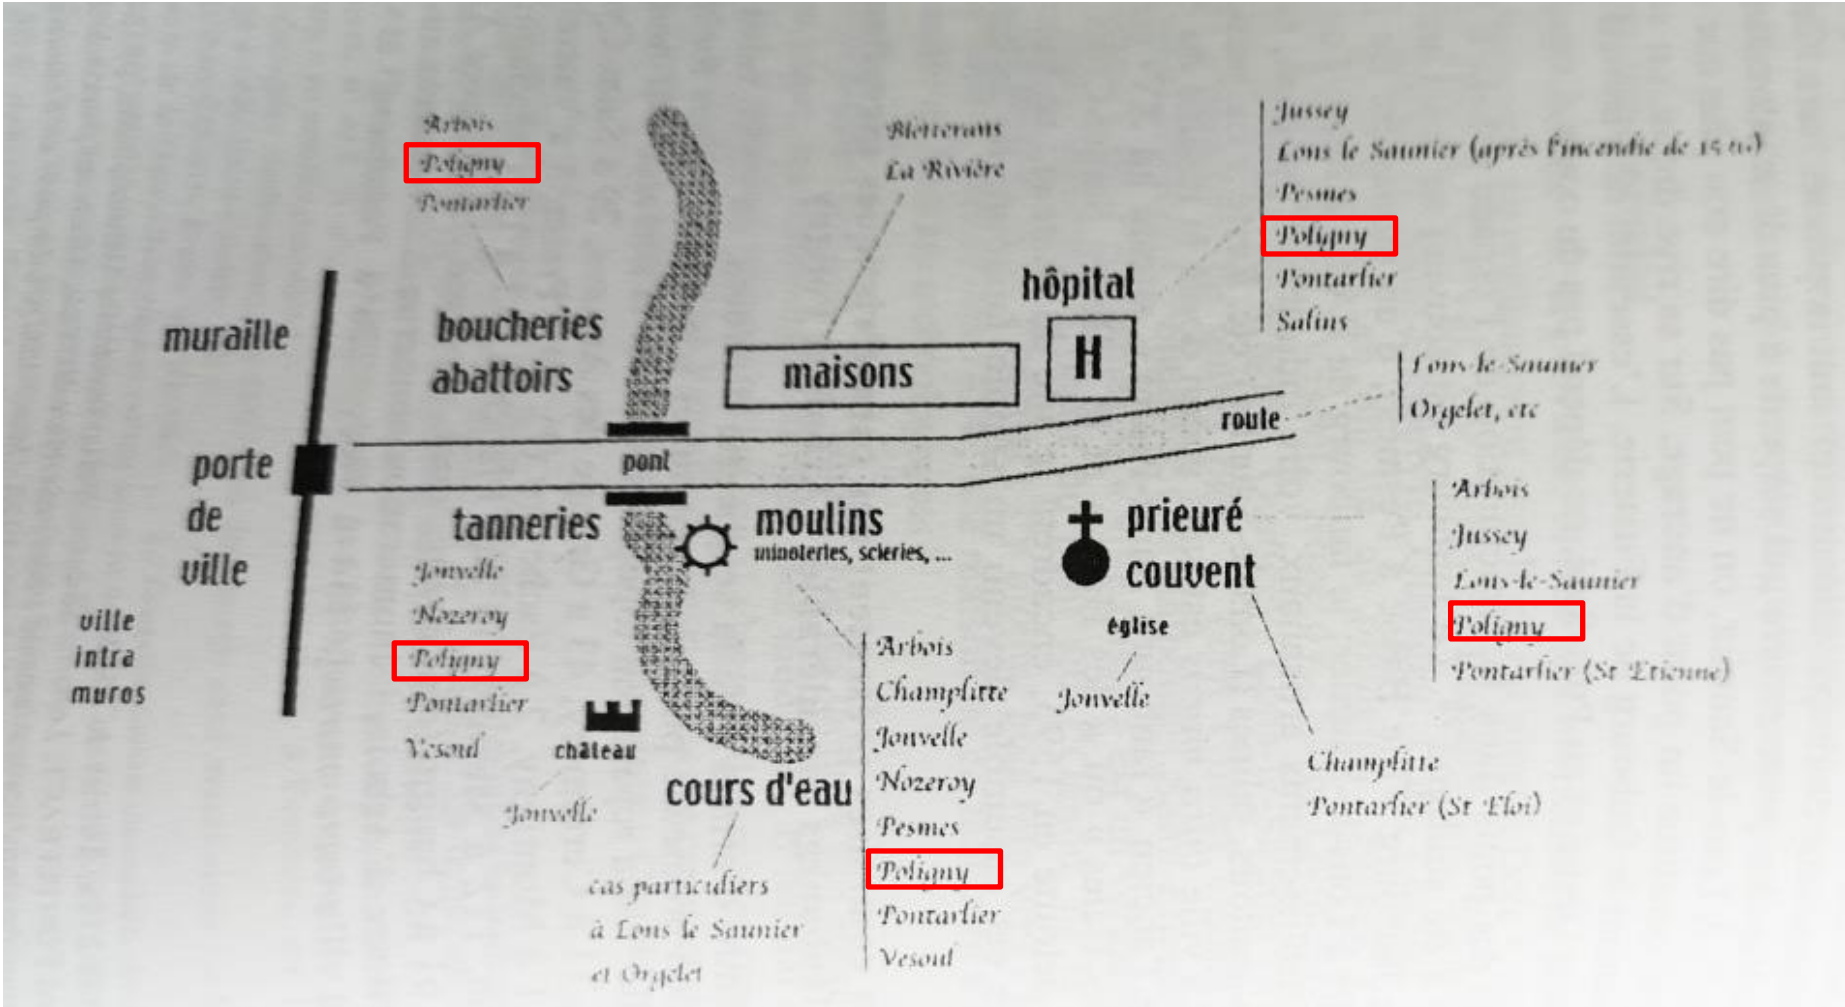 Arbois
Poligny
Pontarlier
Bletterans
La Rivière
Jussey
Lons le Saunier (après l'incendie de
Pesmes
Poligny
Pontarlier
Salins
muraille
boucheries
abattoirs
maisons
hôpital
H
Lons-le-Saunier
Orgelet, etc
route
porte
de
ville
pont
tanneries
moulins
minoteries, scieries, ...
prieuré
couvent
église
Jonvelle
Arbois
Jussey
Lons-le-Saunier
Poligny
Pontarlier (St Etienne)
Jonvelle
Nozeroy
Poligny
Pontarlier
Vesoul
ville
intra
muros
château
Jonvelle
cours d'eau
cas particuliers
à Lons le Saunier
et Orgelet
Arbois
Champlitte
Jonvelle
Nozeroy
Pesmes
Poligny
Pontarlier
Vesoul
Champlitte
Pontarlier (St Eloi)